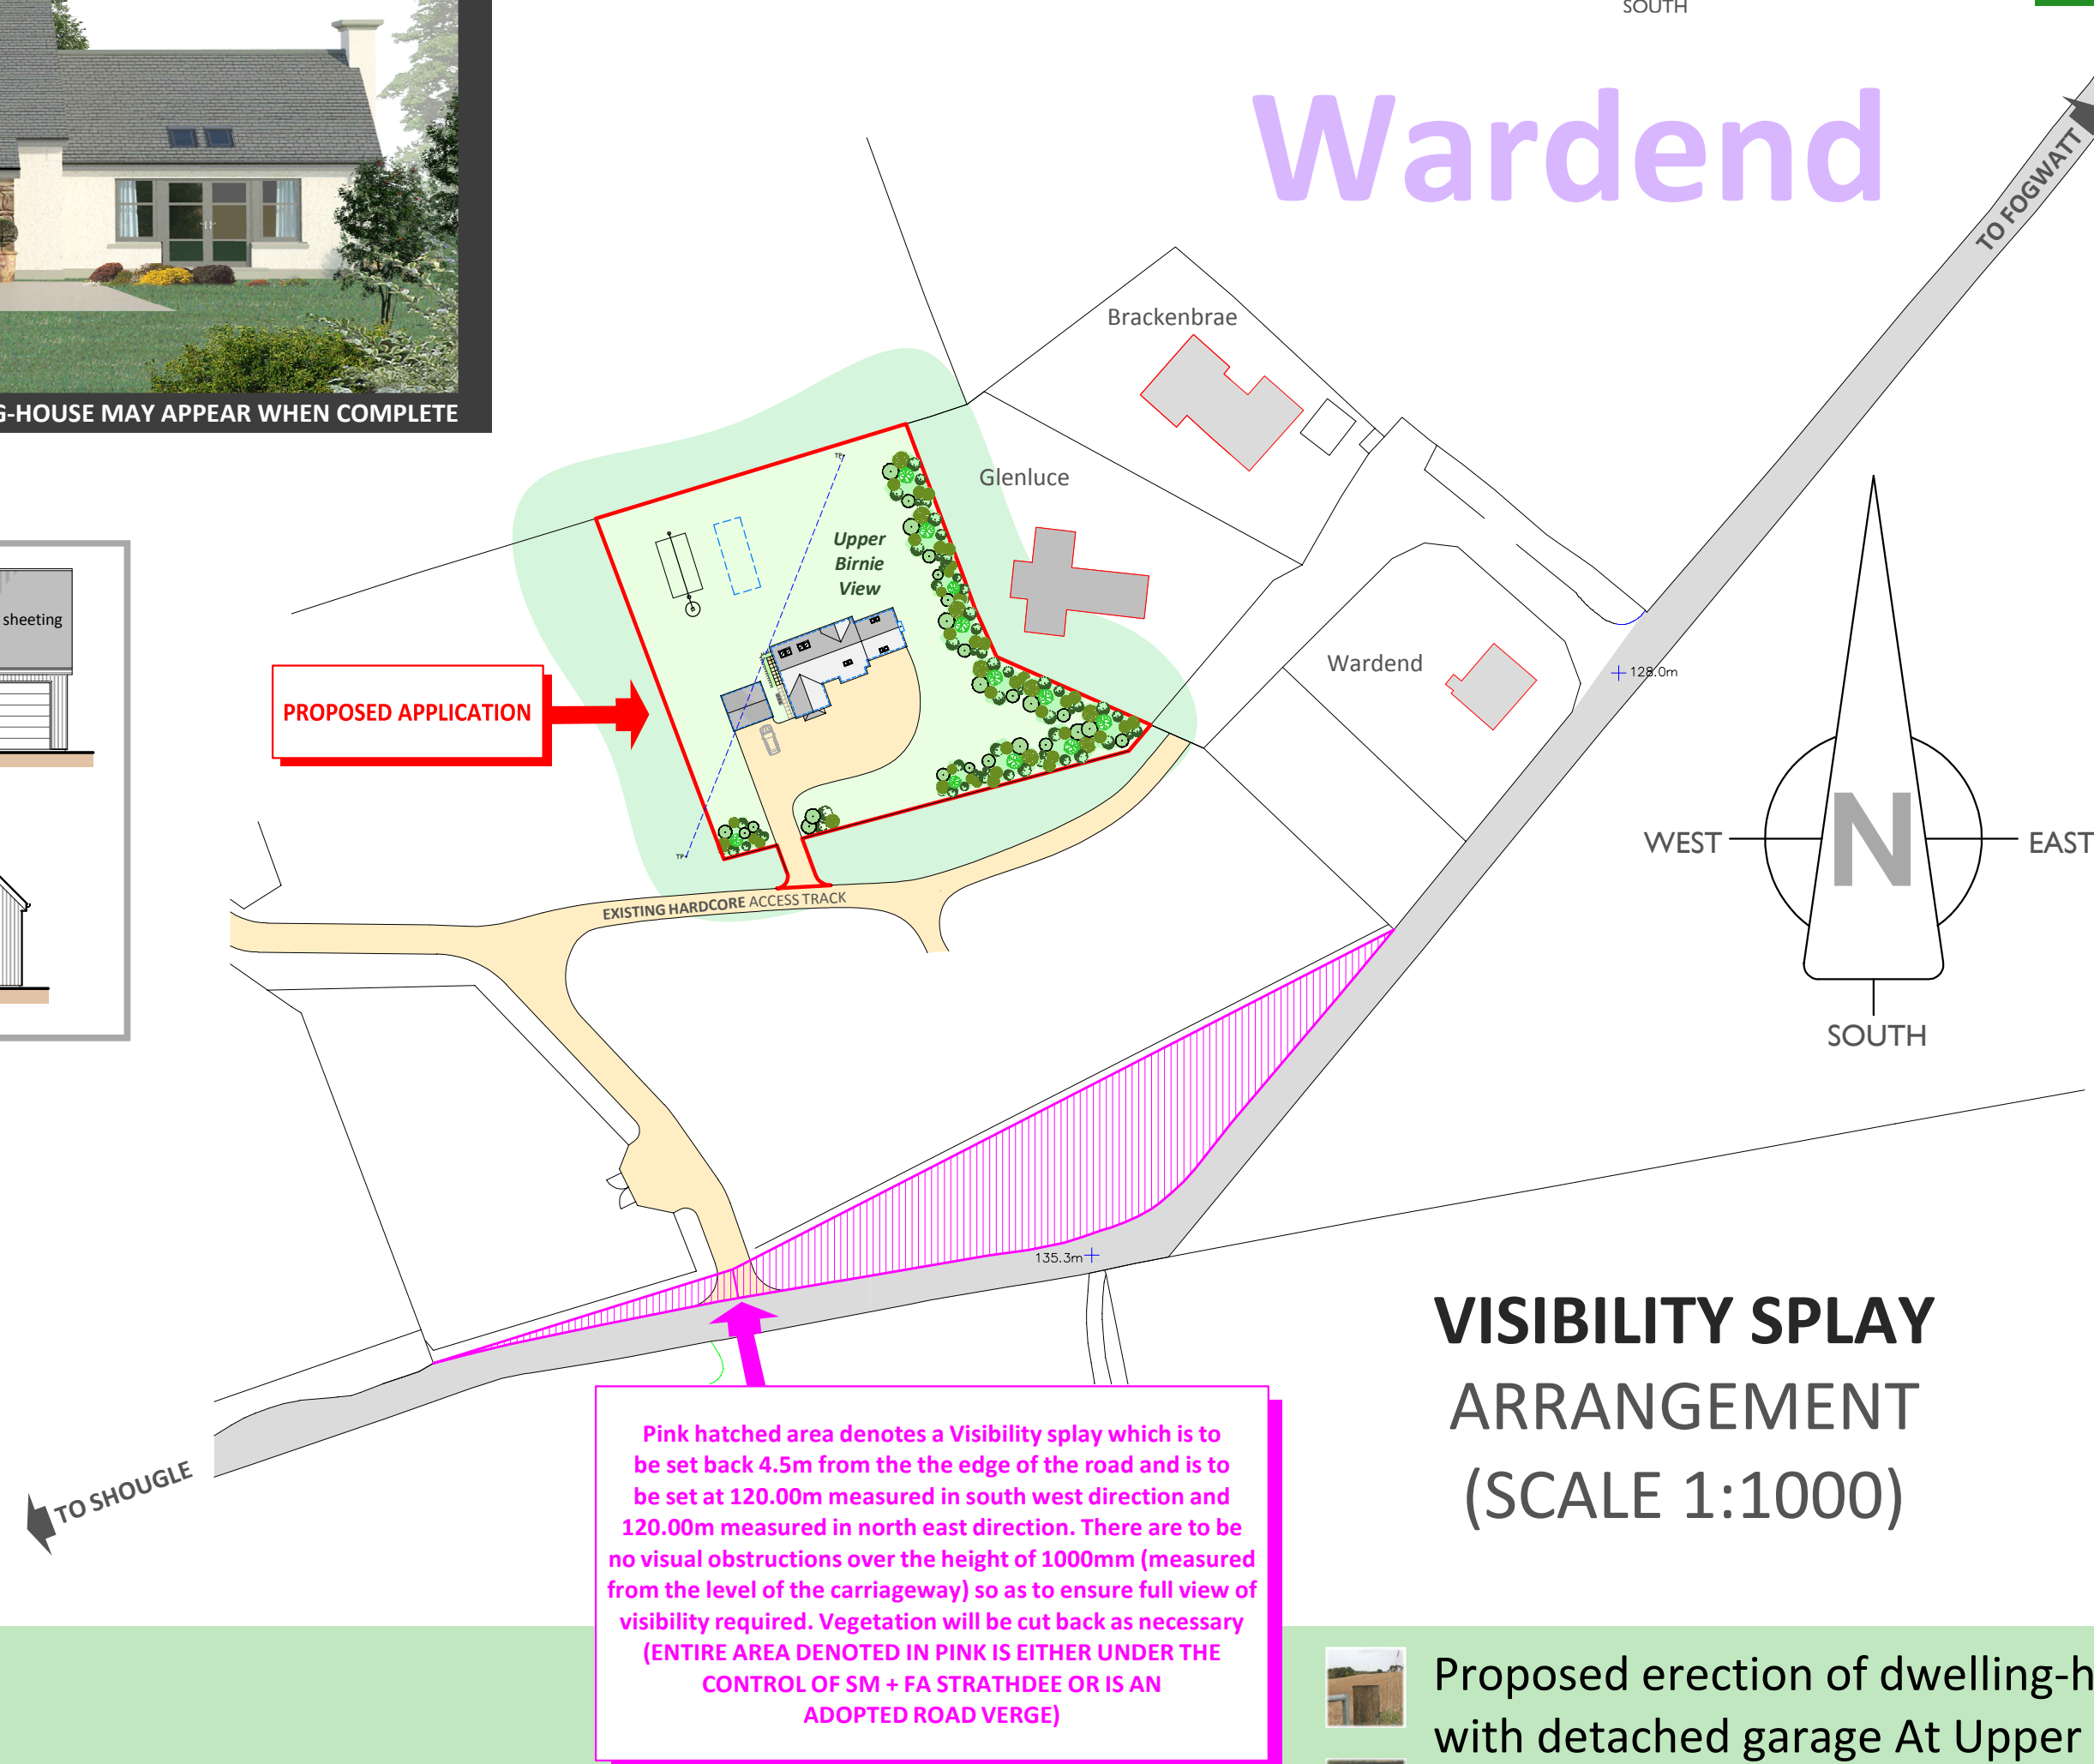 SOUTH
Wardend
TO FOGWATT
G-HOUSE MAY APPEAR WHEN COMPLETE
Brackenbrae
Glenluce
TP
Upper
Birnie
View
sheeting
Wardend
128.0m
PROPOSED APPLICATION
TP
N
WEST
EAST
SOUTH
EXISTING HARDCORE ACCESS TRACK
135.3m
VISIBILITY SPLAY
ARRANGEMENT
(SCALE 1:1000)
TO SHOUGLE
Pink hatched area denotes a Visibility splay which is to
be set back 4.5m from the the edge of the road and is to
be set at 120.00m measured in south west direction and
120.00m measured in north east direction. There are to be
no visual obstructions over the height of 1000mm (measured
from the level of the carriageway) so as to ensure full view of
visibility required. Vegetation will be cut back as necessary
(ENTIRE AREA DENOTED IN PINK IS EITHER UNDER THE
CONTROL OF SM + FA STRATHDEE OR IS AN
ADOPTED ROAD VERGE)
Proposed erection of dwelling-h
with detached garage At Upper